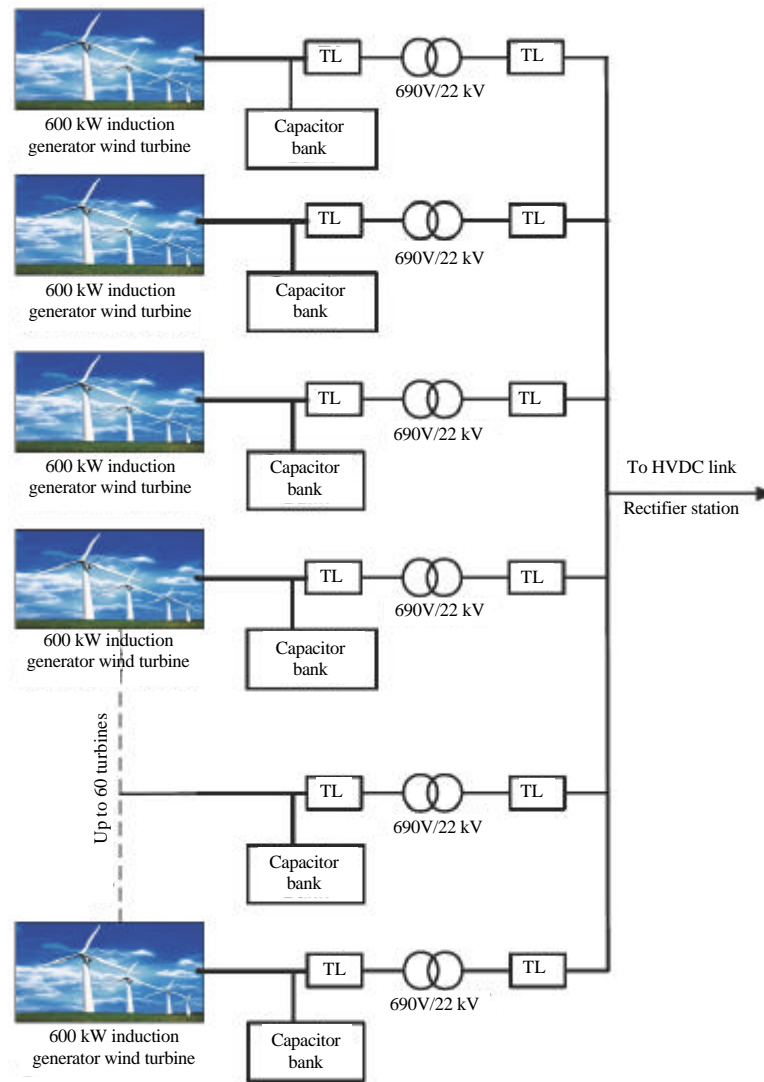 TL
TL
690V/22 kV
Capacitor
bank
600 kW induction
generator wind turbine
TL
TL
690V/22 kV
Capacitor
bank
600 kW induction
generator wind turbine
TL
TL
690V/22 kV
Capacitor
bank
600 kW induction
generator wind turbine
To HVDC link
Rectifier station
TL
TL
690V/22 kV
Capacitor
bank
600 kW induction
generator wind turbine
Up to 60 turbines
TL
TL
690V/22 kV
Capacitor
bank
TL
TL
690V/22 kV
Capacitor
bank
600 kW induction
generator wind turbine